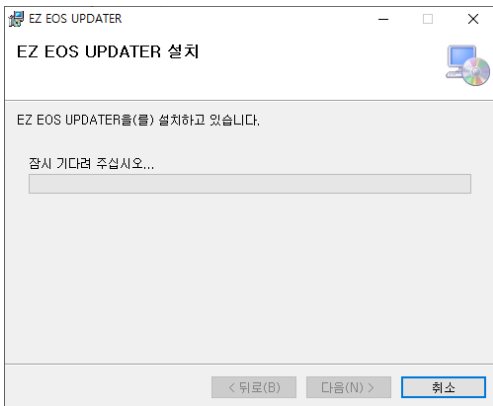 EZ EOS UPDATER
EZ EOS UPDATER 설치
EZ EOS UPDATER을(를) 설치하고 있습니다.
잠시 기다려 주십시오...
< 뒤로(B) 다음(N) > 취소